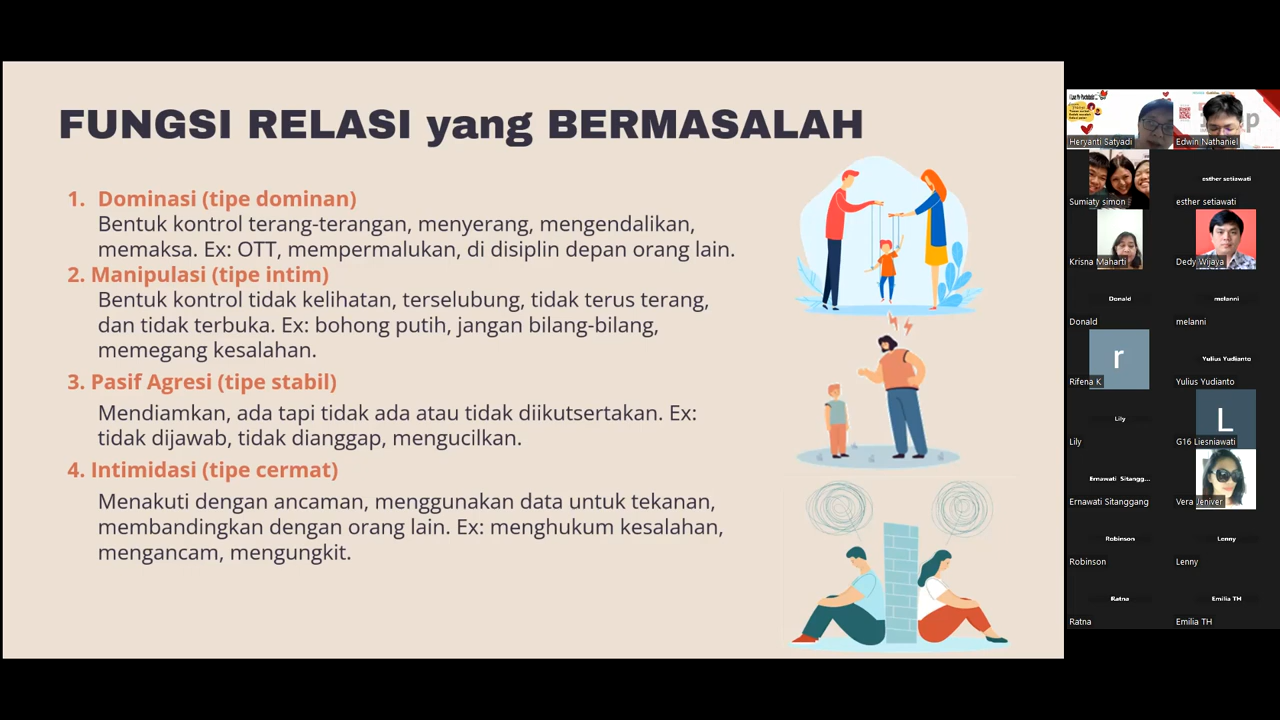 FUNGSI RELASI yang BERMASALAH
1. Dominasi (tipe dominan)
Bentuk kontrol terang-terangan, menyerang, mengendalikan,
memaksa. Ex: OTT, mempermalukan, di disiplin depan orang lain.
2. Manipulasi (tipe intim)
Bentuk kontrol tidak kelihatan, terselubung, tidak terus terang,
dan tidak terbuka. Ex: bohong putih, jangan bilang-bilang,
memegang kesalahan.
3. Pasif Agresi (tipe stabil)
Mendiamkan, ada tapi tidak ada atau tidak diikutsertakan. Ex:
tidak dijawab, tidak dianggap, mengucilkan.
4. Intimidasi (tipe cermat)
Menakuti dengan ancaman, menggunakan data untuk tekanan,
membandingkan dengan orang lain. Ex: menghukum kesalahan,
mengancam, mengungkit.
Heryanti Satyadi
Edwin Nathaniel
Sumiaty simon
esther setiawati
esther setiawati
Krisna Maharti
Dedy Wijaya
Donald
melanni
Donald
melanni
r
Yulius Yudianto
Rifena K
Yulius Yudianto
Lily
L
Lily
G16 Liesniawati
Ernawati Sitangg...
Ernawati Sitanggang
Vera Jeniver
Robinson
Lenny
Robinson
Lenny
Ratna
Emilia TH
Ratna
Emilia TH